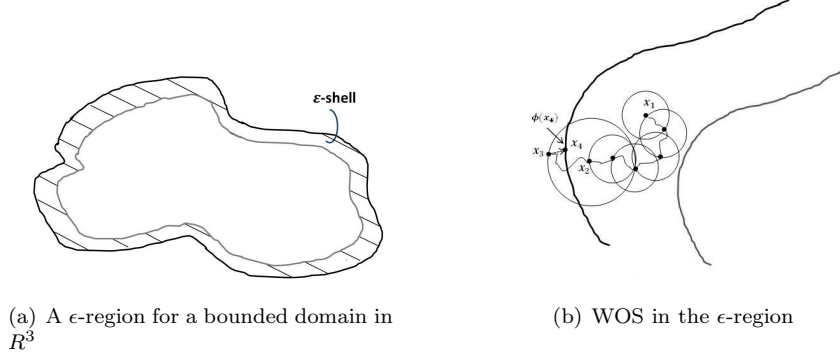 ε-shell
x₁
ϕ(x₄)
x₃
x₄
x₂
(a) A ϵ-region for a bounded domain in
R³
(b) WOS in the ϵ-region